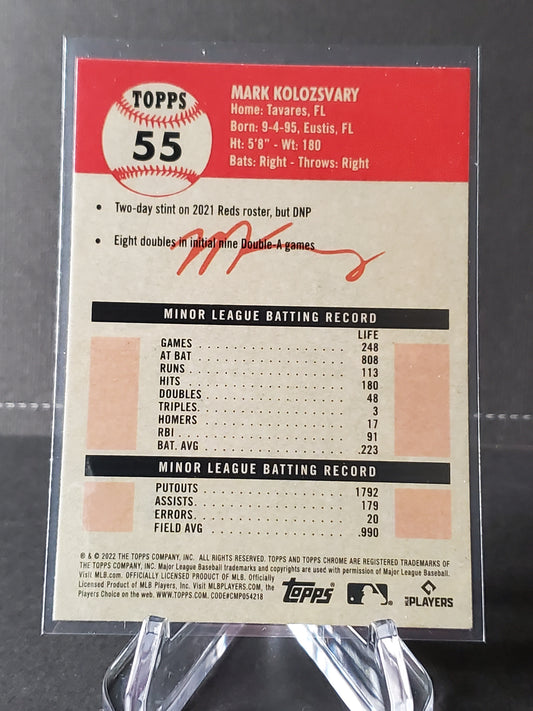 TOPPS
55
MARK KOLOZSVARY
Home: Tavares, FL
Born: 9-4-95, Eustis, FL
Ht: 5'8" - Wt: 180
Bats: Right - Throws: Right
• Two-day stint on 2021 Reds roster, but DNP
• Eight doubles in initial nine Double-A games
MINOR LEAGUE BATTING RECORD
LIFE
GAMES 248
AT BAT 808
RUNS 113
HITS 180
DOUBLES 48
TRIPLES. 3
HOMERS 17
RBI 91
BAT. AVG .223
MINOR LEAGUE BATTING RECORD
PUTOUTS 1792
ASSISTS. 179
ERRORS. 20
FIELD AVG .990
® & © 2022 THE TOPPS COMPANY, INC. ALL RIGHTS RESERVED. TOPPS AND TOPPS CHROME ARE REGISTERED TRADEMARKS OF
THE TOPPS COMPANY, INC. Major League Baseball trademarks and copyrights are used with permission of Major League Baseball.
Visit MLB.com. OFFICIALLY LICENSED PRODUCT OF MLB. Officially
Licensed Product of MLB Players, Inc. Visit MLBPLAYERS.com, the
Players Choice on the web. WWW.TOPPS.COM. CODE#CMP054218
topps
MLB PLAYERS